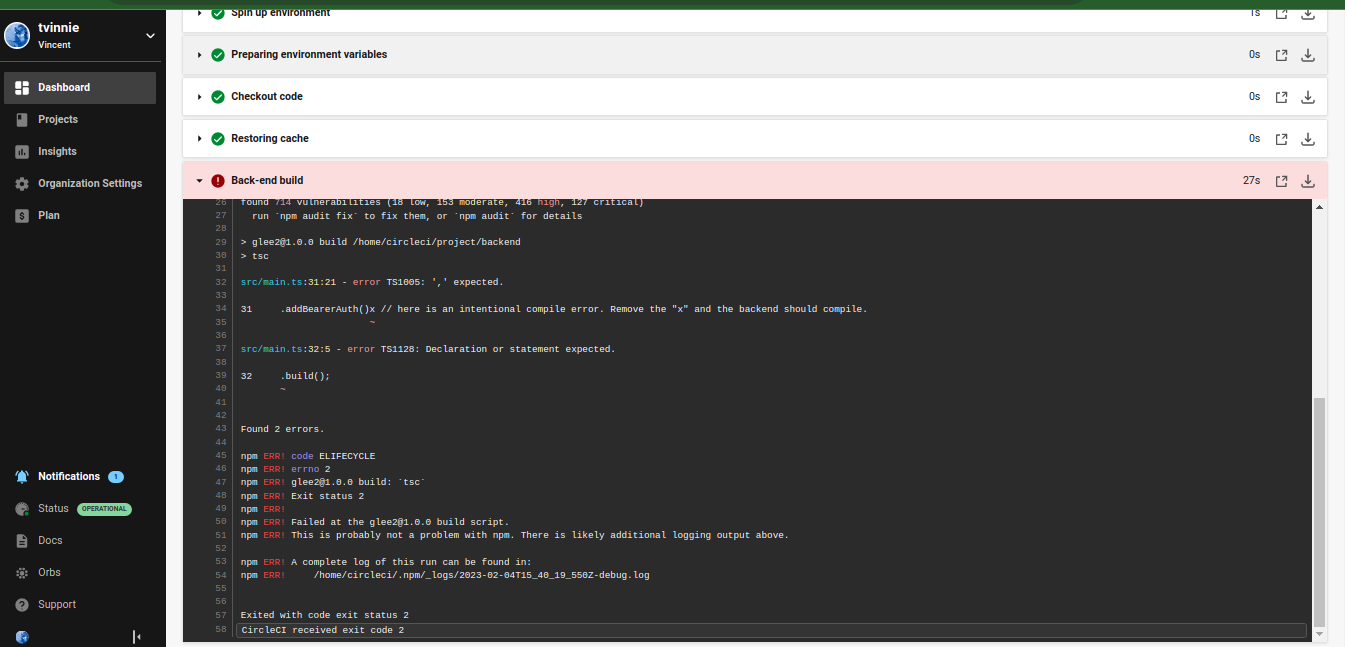 tvinnie
Vincent
Dashboard
Projects
Insights
Organization Settings
Plan
Notifications 1
Status OPERATIONAL
Docs
Orbs
Support
Spin up environment 1s
Preparing environment variables 0s
Checkout code 0s
Restoring cache 0s
Back-end build 27s
26 found 714 vulnerabilities (18 low, 153 moderate, 416 high, 127 critical)
27 run `npm audit fix` to fix them, or `npm audit` for details
28
29 > glee2@1.0.0 build /home/circleci/project/backend
30 > tsc
31
32 src/main.ts:31:21 - error TS1005: ',' expected.
33
34 31     .addBearerAuth()x // here is an intentional compile error. Remove the "x" and the backend should compile.
35 ~
36
37 src/main.ts:32:5 - error TS1128: Declaration or statement expected.
38
39 32     .build();
40 ~
41
42
43 Found 2 errors.
44
45 npm ERR! code ELIFECYCLE
46 npm ERR! errno 2
47 npm ERR! glee2@1.0.0 build: `tsc`
48 npm ERR! Exit status 2
49 npm ERR!
50 npm ERR! Failed at the glee2@1.0.0 build script.
51 npm ERR! This is probably not a problem with npm. There is likely additional logging output above.
52
53 npm ERR! A complete log of this run can be found in:
54 npm ERR!     /home/circleci/.npm/_logs/2023-02-04T15_40_19_550Z-debug.log
55
56
57 Exited with code exit status 2
58 CircleCI received exit code 2